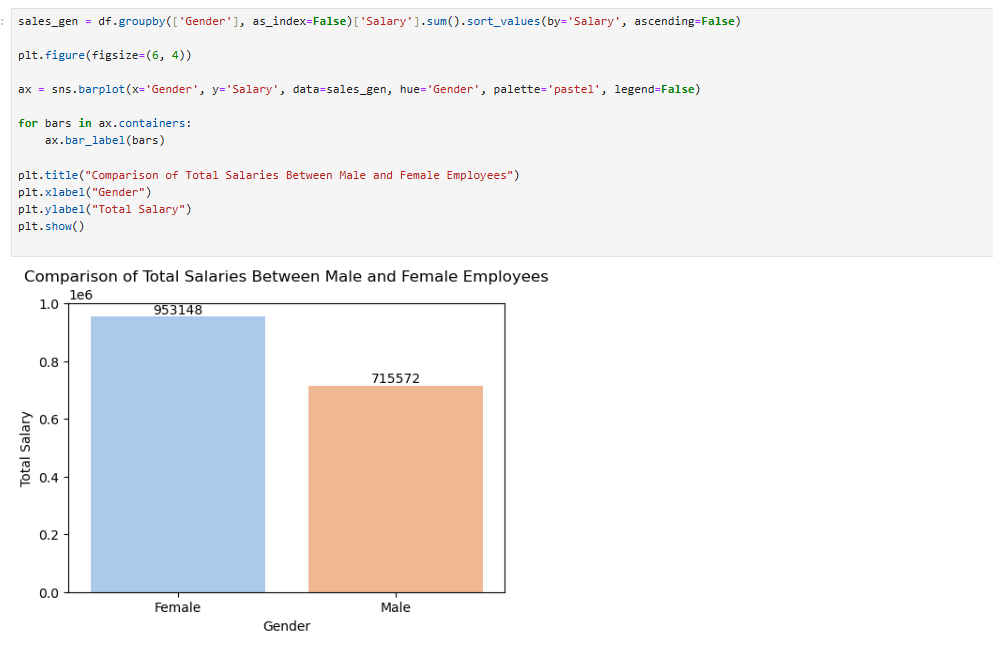 sales_gen = df.groupby(['Gender'], as_index=False)['Salary'].sum().sort_values(by='Salary', ascending=False)
plt.figure(figsize=(6, 4))
ax = sns.barplot(x='Gender', y='Salary', data=sales_gen, hue='Gender', palette='pastel', legend=False)
for bars in ax.containers:
    ax.bar_label(bars)
plt.title("Comparison of Total Salaries Between Male and Female Employees")
plt.xlabel("Gender")
plt.ylabel("Total Salary")
plt.show()
Comparison of Total Salaries Between Male and Female Employees
1e6
1.0
953148
0.8
715572
0.6
Total Salary
0.4
0.2
0.0
Female
Male
Gender